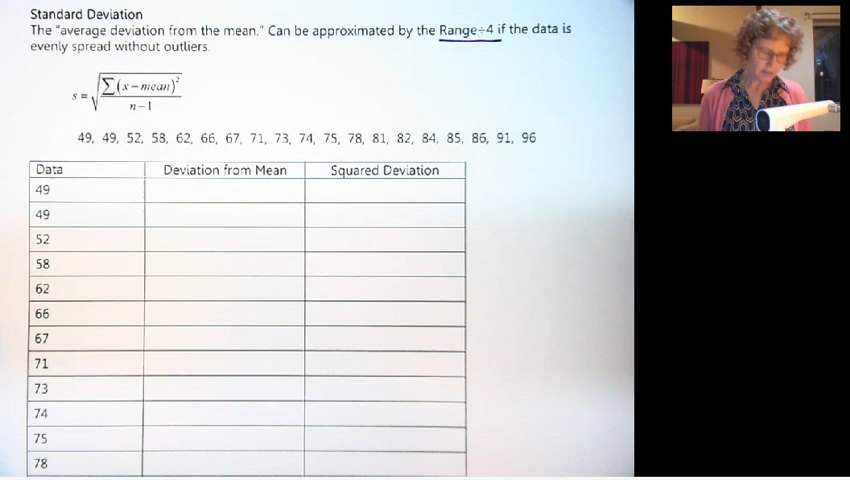 Standard Deviation
The "average deviation from the mean." Can be approximated by the Range÷4 if the data is
evenly spread without outliers.
s = √ ∑(x−mean)² / n−1
49, 49, 52, 58, 62, 66, 67, 71, 73, 74, 75, 78, 81, 82, 84, 85, 86, 91, 96
Data Deviation from Mean Squared Deviation
49
49
52
58
62
66
67
71
73
74
75
78